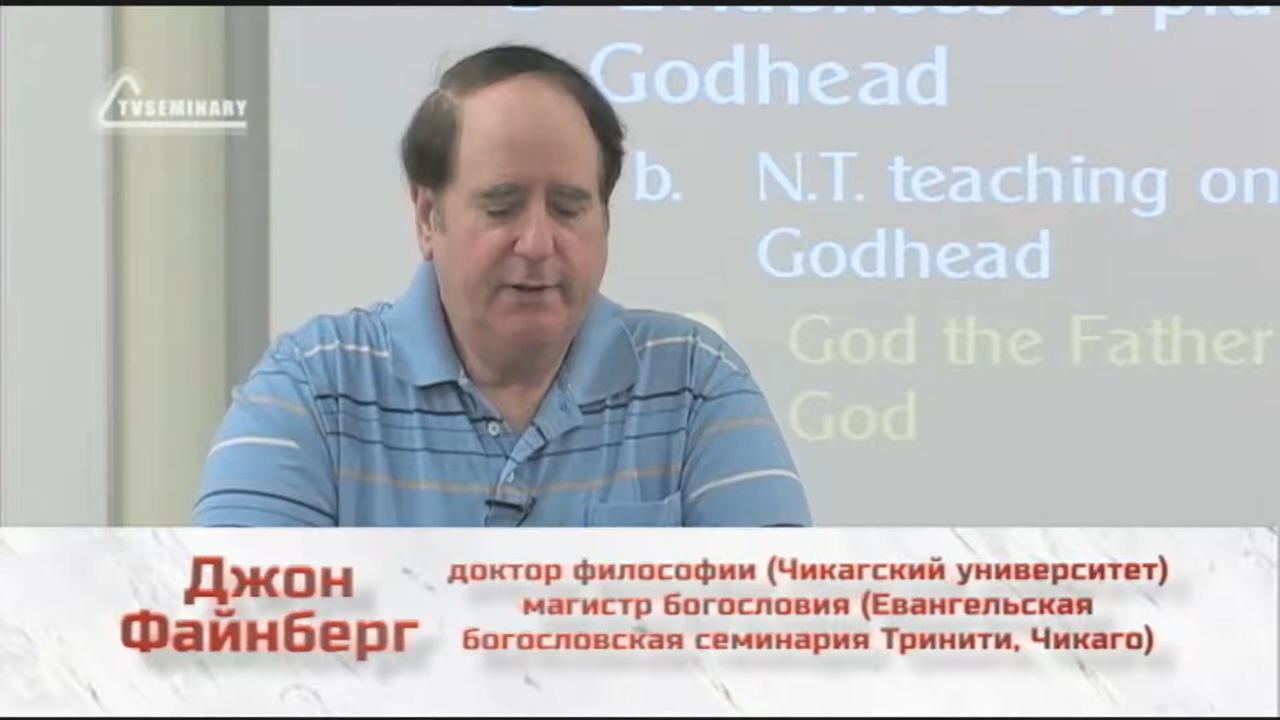 TVSEMINARY
Godhead
b. N.T. teaching on
Godhead
God the Father
God
Джон
Файнберг
доктор философии (Чикагский университет)
магистр богословия (Евангельская
богословская семинария Тринити, Чикаго)